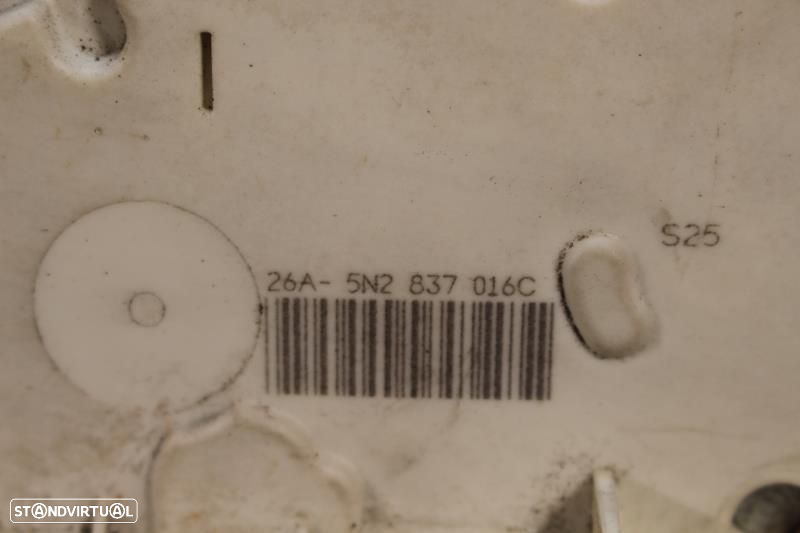 S25
26A- 5N2 837 016C
STANDVIRTUAL